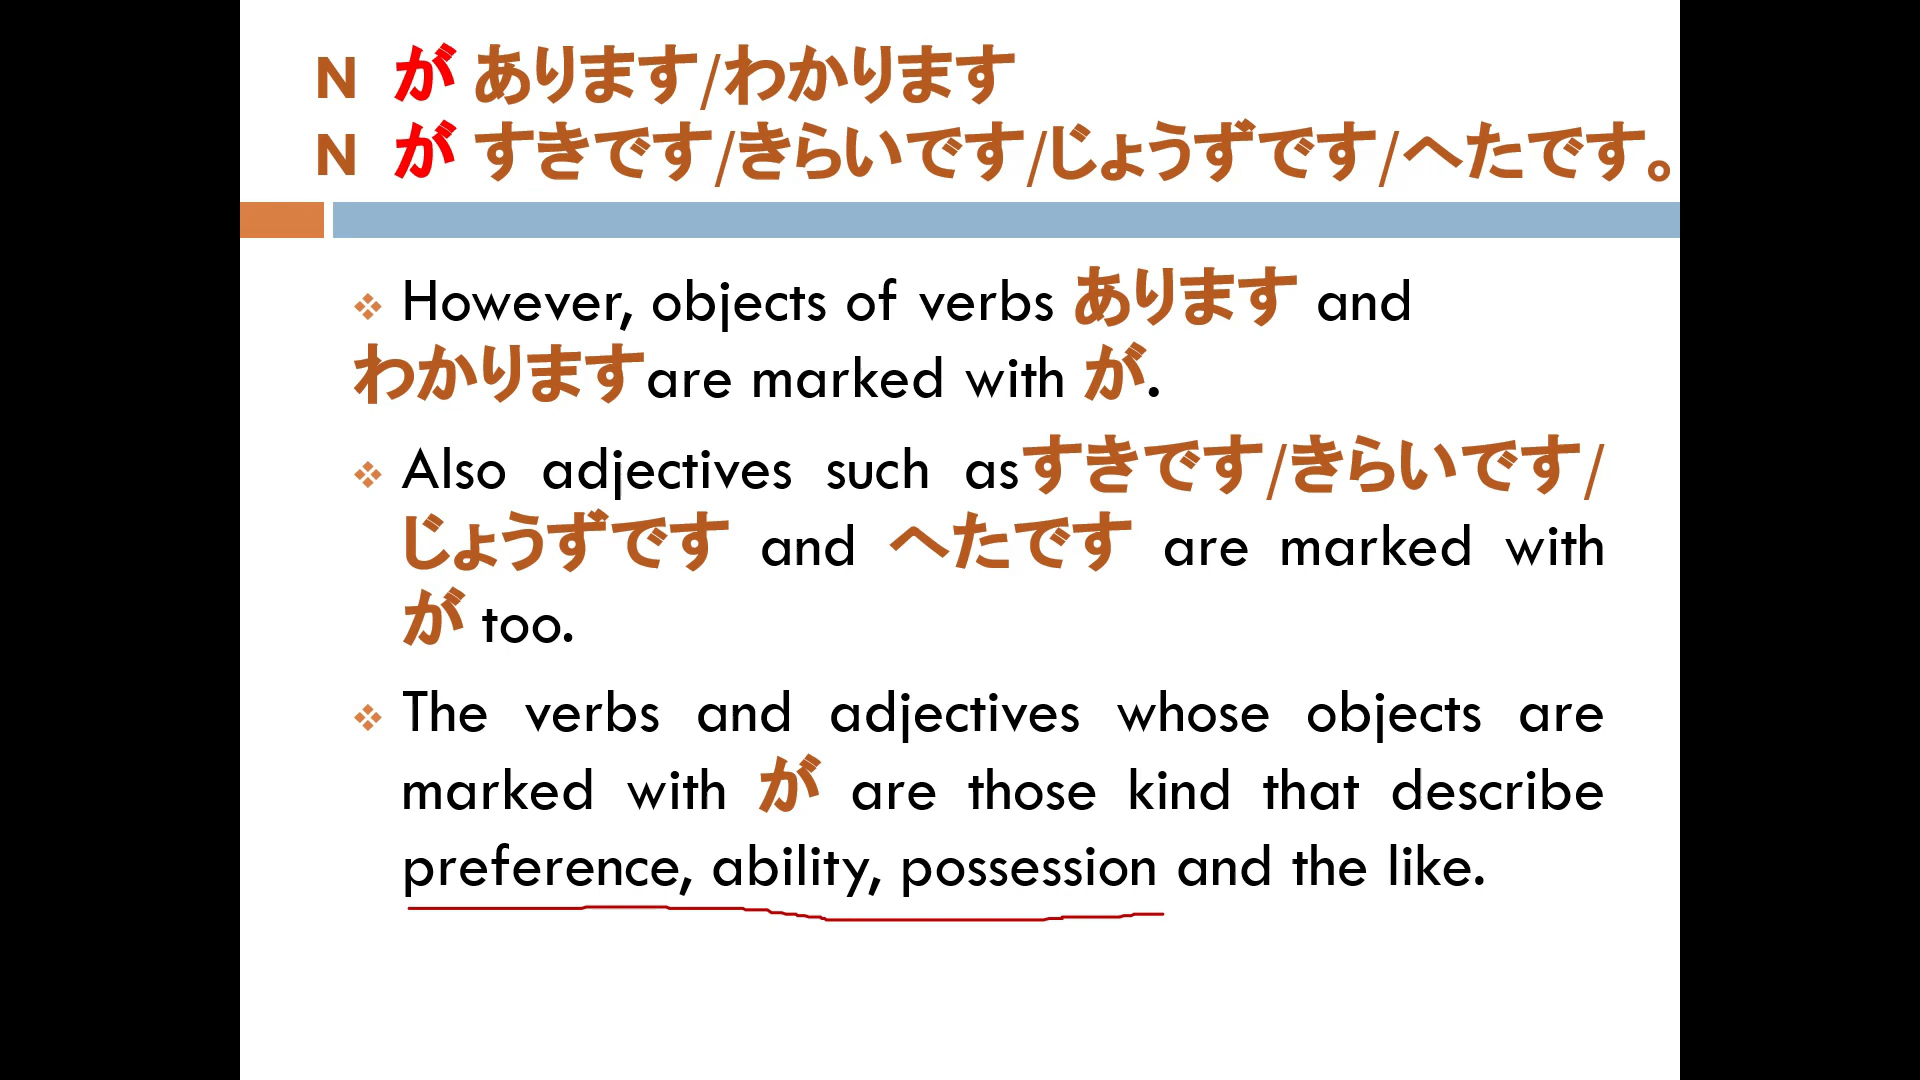 N が あります/わかります
N が すきです/きらいです/じょうずです/へたです。
However, objects of verbs あります and
わかりますare marked with が.
Also adjectives such asすきです/きらいです/
じょうずです and へたです are marked with
が too.
The verbs and adjectives whose objects are
marked with が are those kind that describe
preference, ability, possession and the like.